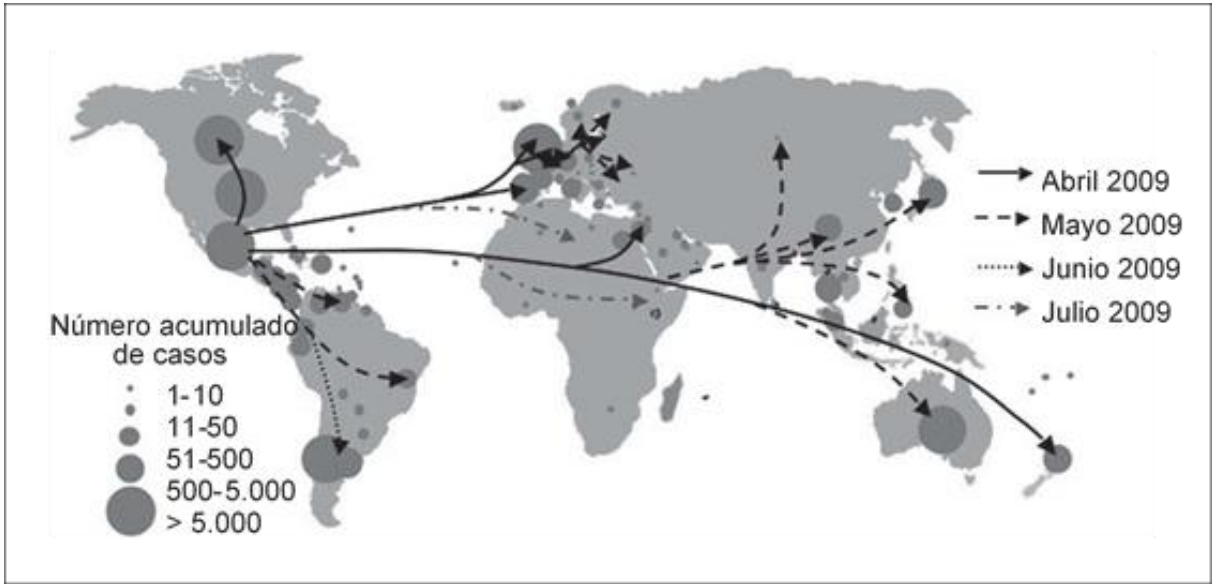 Abril 2009
Mayo 2009
Junio 2009
Julio 2009
Número acumulado
de casos
1-10
11-50
51-500
500-5.000
> 5.000